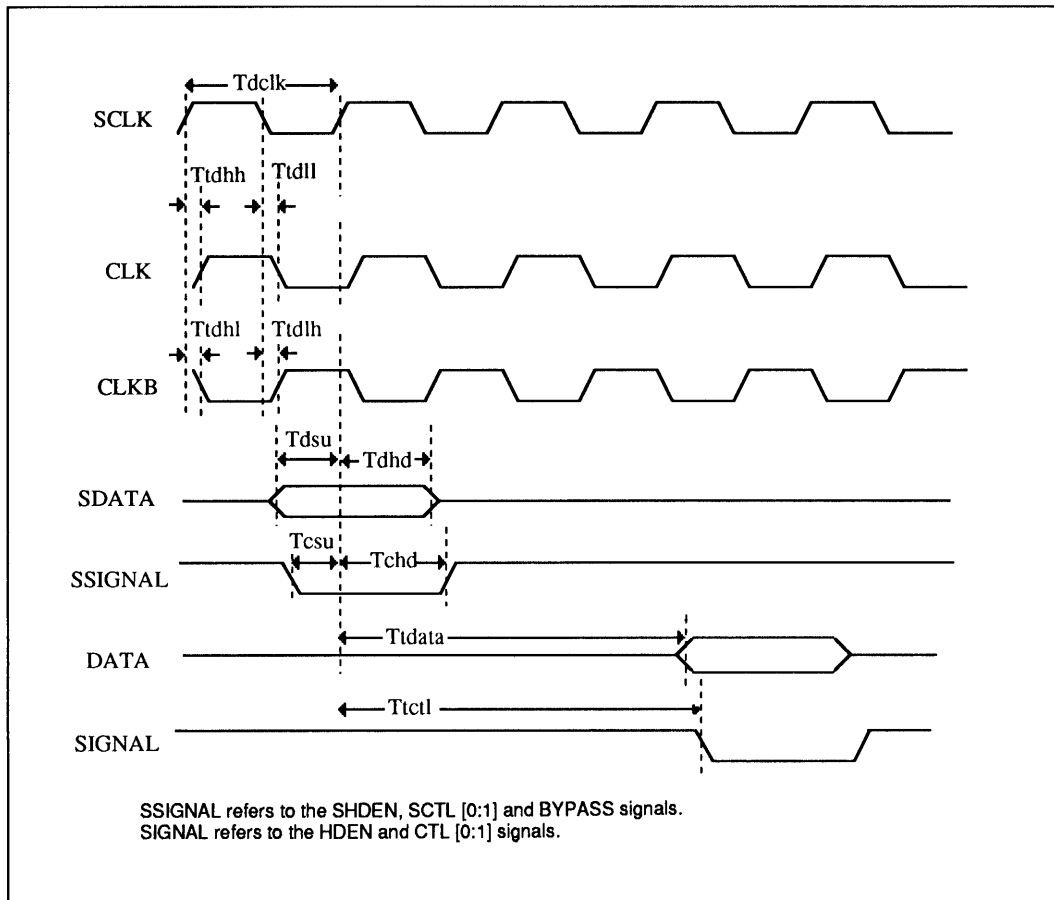 Tdclk
SCLK
Ttdhh
Ttdll
CLK
Ttdhl
Ttdlh
CLKB
Tdsu
Tdhd
SDATA
Tcsu
Tchd
SSIGNAL
Ttdata
DATA
Ttctl
SIGNAL
SSIGNAL refers to the SHDEN, SCTL [0:1] and BYPASS signals.
SIGNAL refers to the HDEN and CTL [0:1] signals.